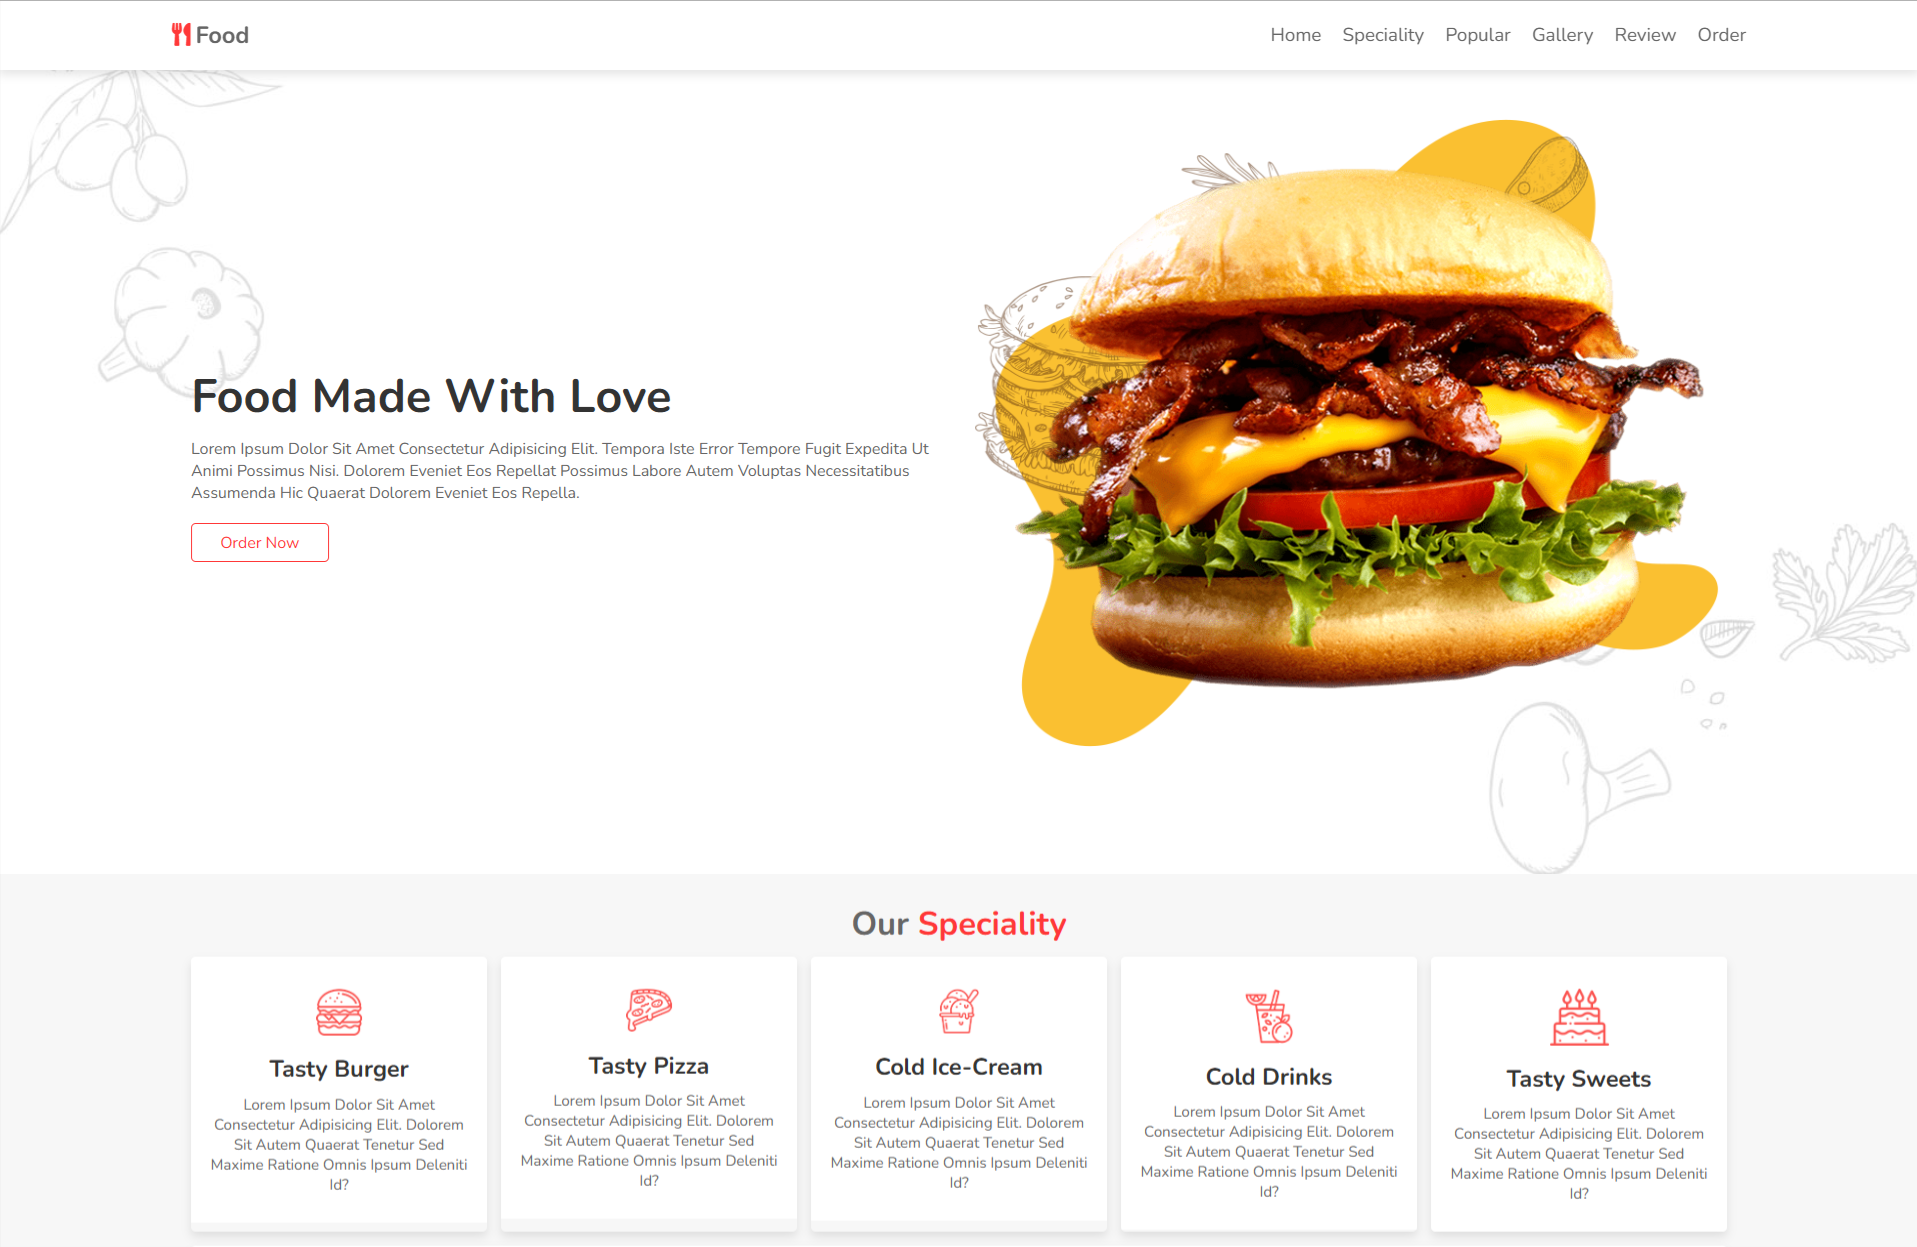 Food
Home Speciality Popular Gallery Review Order
Food Made With Love
Lorem Ipsum Dolor Sit Amet Consectetur Adipisicing Elit. Tempora Iste Error Tempore Fugit Expedita Ut
Animi Possimus Nisi. Dolorem Eveniet Eos Repellat Possimus Labore Autem Voluptas Necessitatibus
Assumenda Hic Quaerat Dolorem Eveniet Eos Repella.
Order Now
Our Speciality
Tasty Burger
Lorem Ipsum Dolor Sit Amet
Consectetur Adipisicing Elit. Dolorem
Sit Autem Quaerat Tenetur Sed
Maxime Ratione Omnis Ipsum Deleniti
Id?
Tasty Pizza
Lorem Ipsum Dolor Sit Amet
Consectetur Adipisicing Elit. Dolorem
Sit Autem Quaerat Tenetur Sed
Maxime Ratione Omnis Ipsum Deleniti
Id?
Cold Ice-Cream
Lorem Ipsum Dolor Sit Amet
Consectetur Adipisicing Elit. Dolorem
Sit Autem Quaerat Tenetur Sed
Maxime Ratione Omnis Ipsum Deleniti
Id?
Cold Drinks
Lorem Ipsum Dolor Sit Amet
Consectetur Adipisicing Elit. Dolorem
Sit Autem Quaerat Tenetur Sed
Maxime Ratione Omnis Ipsum Deleniti
Id?
Tasty Sweets
Lorem Ipsum Dolor Sit Amet
Consectetur Adipisicing Elit. Dolorem
Sit Autem Quaerat Tenetur Sed
Maxime Ratione Omnis Ipsum Deleniti
Id?